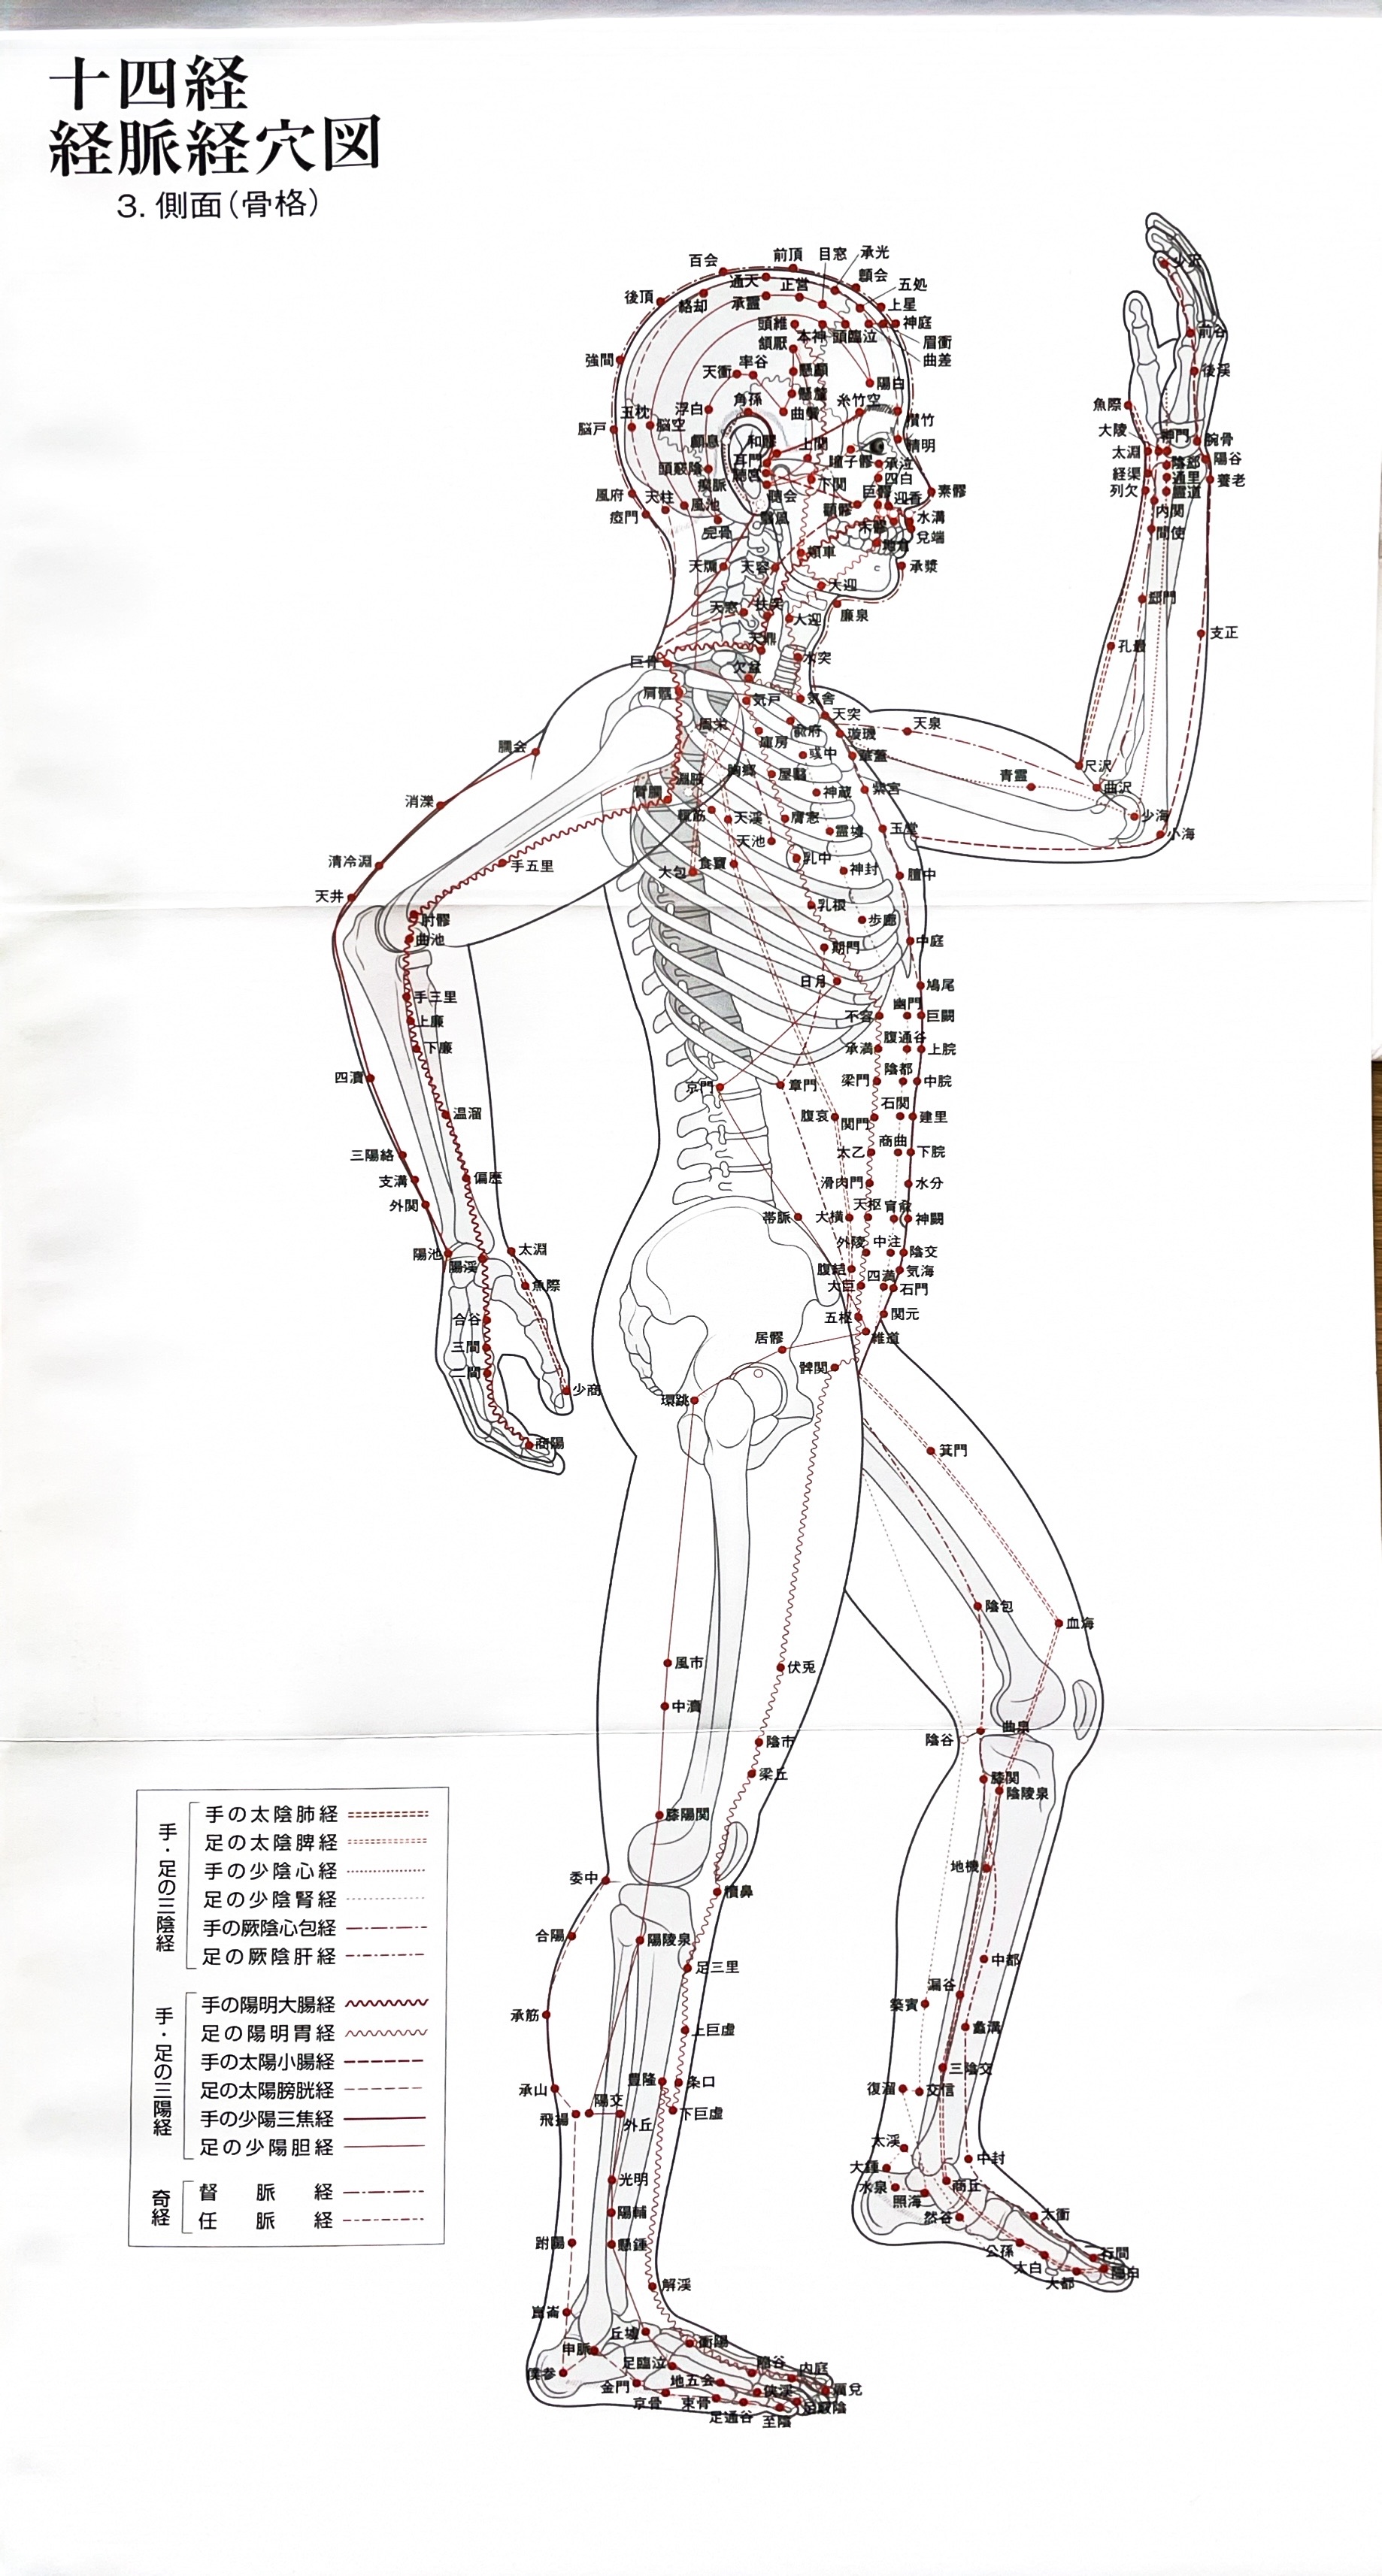 十四経
経脈経穴図
3. 側面（骨格）
百会
前頂
目窓
承光
顖会
五処
上星
神庭
眉衝
曲差
後頂
絡却
通天
承靈
正営
頭維
本神
頭臨泣
頷厭
強間
天衝
率谷
懸顱
懸釐
陽白
五枕
脳空
浮白
角孫
曲鬢
糸竹空
攅竹
脳戸
和髎
上関
瞳子髎
睛明
承泣
頭竅陰
耳門
聴宮
四白
下関
巨髎
迎香
素髎
風府
天柱
風池
聴会
顴髎
水溝
瘂門
完骨
禾髎
地倉
兌端
天牖
天容
頬車
承漿
大迎
廉泉
天窓
扶突
大迎
天鼎
巨骨
欠盆
水突
肩髃
気戸
気舎
天突
天泉
周栄
庫房
兪府
璇璣
臑会
彧中
華蓋
淵腋
胸郷
屋翳
紫宮
青靈
尺沢
曲沢
消濼
臂臑
神蔵
輒筋
天渓
膺窓
少海
靈墟
玉堂
小海
天池
清冷淵
手五里
大包
食竇
乳中
神封
膻中
天井
肘髎
乳根
歩廊
曲池
期門
中庭
日月
鳩尾
手三里
幽門
上廉
不容
巨闕
下廉
承満
腹通谷
上脘
四瀆
京門
章門
梁門
陰都
中脘
温溜
腹哀
関門
石関
建里
三陽絡
太乙
商曲
下脘
支溝
偏歴
滑肉門
水分
外関
帯脈
大横
天枢
肓兪
神闕
陽池
太淵
外陵
中注
陰交
陽渓
腹結
気海
魚際
大巨
四満
石門
合谷
五枢
関元
三間
居髎
維道
二間
髀関
少商
環跳
商陽
箕門
少沢
前谷
後渓
魚際
大陵
神門
腕骨
太淵
陰郄
陽谷
経渠
通里
養老
列欠
靈道
内関
間使
郄門
支正
孔最
陰包
血海
風市
伏兎
中瀆
曲泉
陰谷
陰市
梁丘
膝関
陰陵泉
膝陽関
地機
委中
犢鼻
合陽
陽陵泉
足三里
中都
漏谷
築賓
承筋
上巨虚
蠡溝
三陰交
豊隆
条口
復溜
交信
承山
陽交
飛揚
外丘
下巨虚
太渓
中封
大鍾
水泉
商丘
光明
照海
然谷
太衝
陽輔
跗陽
懸鍾
公孫
行間
太白
大都
隠白
解渓
崑崙
丘墟
衝陽
申脈
足臨泣
陥谷
内庭
僕参
金門
地五会
侠渓
厲兌
京骨
束骨
足竅陰
足通谷
至陰
手・足の三陰経
手の太陰肺経
足の太陰脾経
手の少陰心経
足の少陰腎経
手の厥陰心包経
足の厥陰肝経
手・足の三陽経
手の陽明大腸経
足の陽明胃経
手の太陽小腸経
足の太陽膀胱経
手の少陽三焦経
足の少陽胆経
奇経
督脈経
任脈経